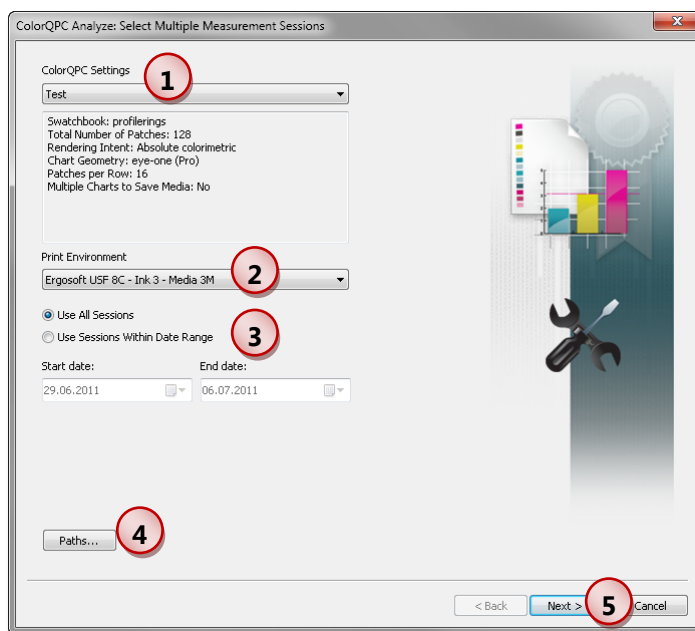 ColorQPC Analyze: Select Multiple Measurement Sessions
x
ColorQPC Settings
1
Test
Swatchbook: profilerings
Total Number of Patches: 128
Rendering Intent: Absolute colorimetric
Chart Geometry: eye-one (Pro)
Patches per Row: 16
Multiple Charts to Save Media: No
Print Environment
2
Ergosoft USF 8C - Ink 3 - Media 3M
Use All Sessions
3
Use Sessions Within Date Range
Start date: End date:
29.06.2011 06.07.2011
4
Paths...
< Back Next > 5 Cancel